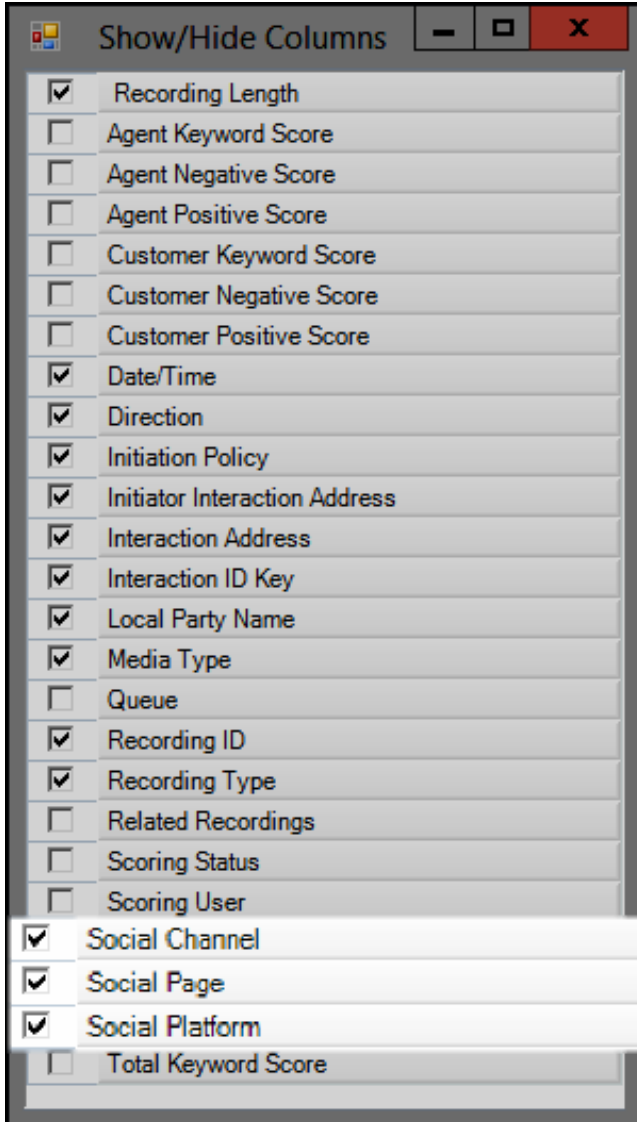 Show/Hide Columns
Recording Length
Agent Keyword Score
Agent Negative Score
Agent Positive Score
Customer Keyword Score
Customer Negative Score
Customer Positive Score
Date/Time
Direction
Initiation Policy
Initiator Interaction Address
Interaction Address
Interaction ID Key
Local Party Name
Media Type
Queue
Recording ID
Recording Type
Related Recordings
Scoring Status
Scoring User
Social Channel
Social Page
Social Platform
Total Keyword Score